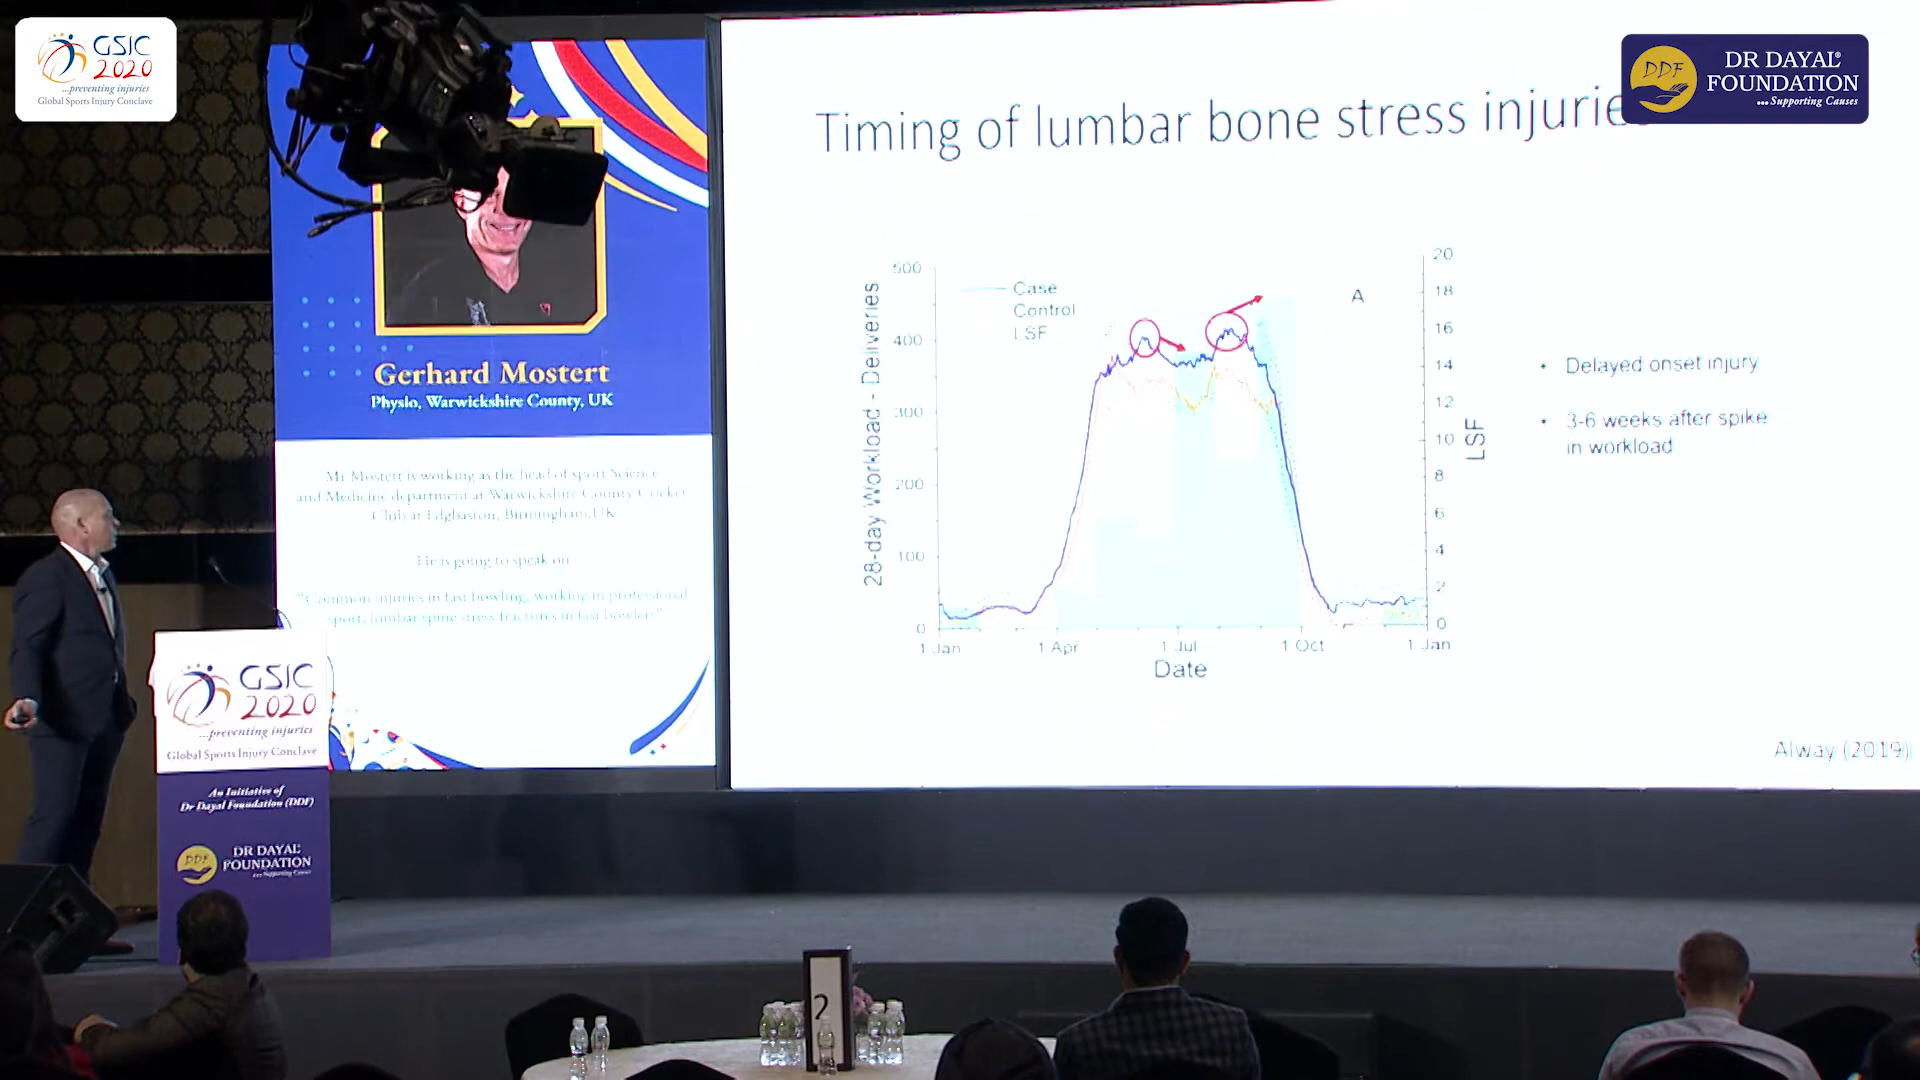 GSIC
2020
...preventing injuries
Global Sports Injury Conclave
DDF
DR DAYAL®
FOUNDATION
... Supporting Causes
Gerhard Mostert
Physio, Warwickshire County, UK
Mr Mostert is working as the head of sport Science
and Medicine department at Warwickshire County Cricket
Club at Edgbaston, Birmingham, UK
He is going to speak on
"Common injuries in fast bowling, working in professional
sport, lumbar spine stress fractures in fast bowlers"
Timing of lumbar bone stress injurie
28-day Workload - Deliveries
500
400
300
200
100
0
Case
Control
LSF
A
20
18
16
14
12
10
8
6
4
2
0
LSF
1 Jan
1 Apr
1 Jul
1 Oct
1 Jan
Date
• Delayed onset injury
• 3-6 weeks after spike
in workload
Alway (2019)
GSIC
2020
...preventing injuries
Global Sports Injury Conclave
An Initiative of
Dr Dayal Foundation (DDF)
DDF
DR DAYAL®
FOUNDATION
... Supporting Causes
2